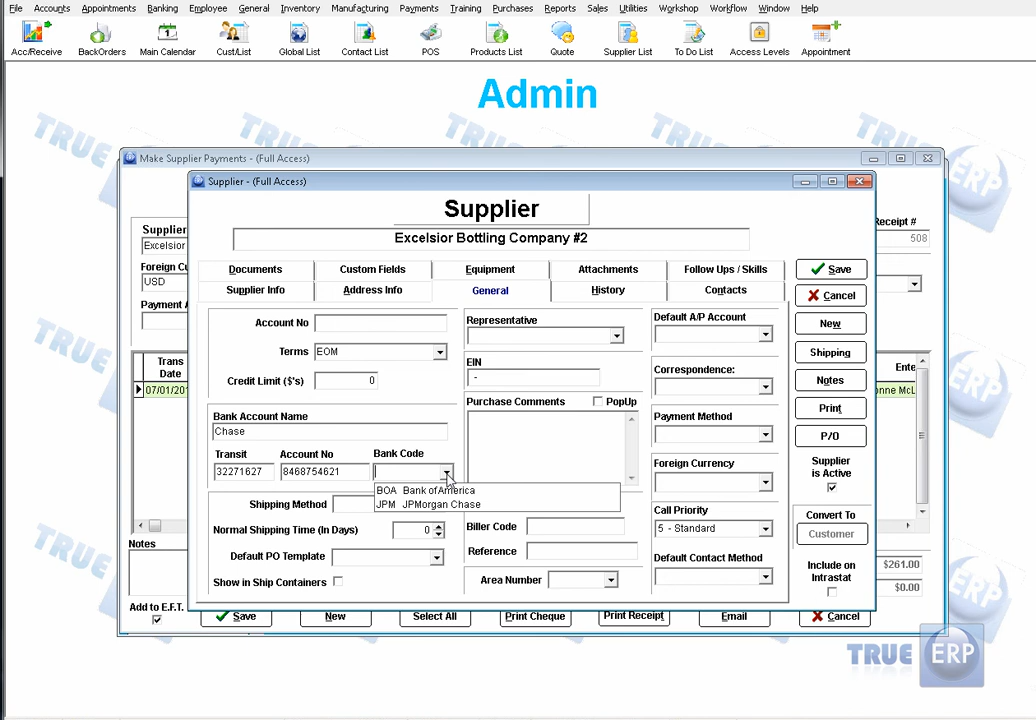 File Accounts Appointments Banking Employee General Inventory Manufacturing Payments Training Purchases Reports Sales Utilities Workshop Workflow Window Help
Acc/Receive BackOrders Main Calendar Cust/List Global List Contact List POS Products List Quote Supplier List To Do List Access Levels Appointment
Admin
Make Supplier Payments - (Full Access)
Supplier
Excelsior
Foreign Cu
USD
Payment A
Receipt #
508
Trans
Date
07/01/201
Ente
onne McL
Notes
$261.00
$0.00
Add to E.F.T.
Save New Select All Print Cheque Print Receipt Email Cancel
Supplier - (Full Access)
Supplier
Excelsior Bottling Company #2
Documents Custom Fields Equipment Attachments Follow Ups / Skills
Supplier Info Address Info General History Contacts
Account No
Terms EOM
Credit Limit ($'s) 0
Bank Account Name
Chase
Transit Account No Bank Code
32271627 8468754621
BOA Bank of America
JPM JPMorgan Chase
Shipping Method
Normal Shipping Time (In Days) 0
Default PO Template
Show in Ship Containers
Representative
EIN
-
Purchase Comments PopUp
Biller Code
Reference
Area Number
Default A/P Account
Correspondence:
Payment Method
Foreign Currency
Call Priority
5 - Standard
Default Contact Method
Save
Cancel
New
Shipping
Notes
Print
P/O
Supplier
is Active
Convert To
Customer
Include on
Intrastat
TRUE ERP